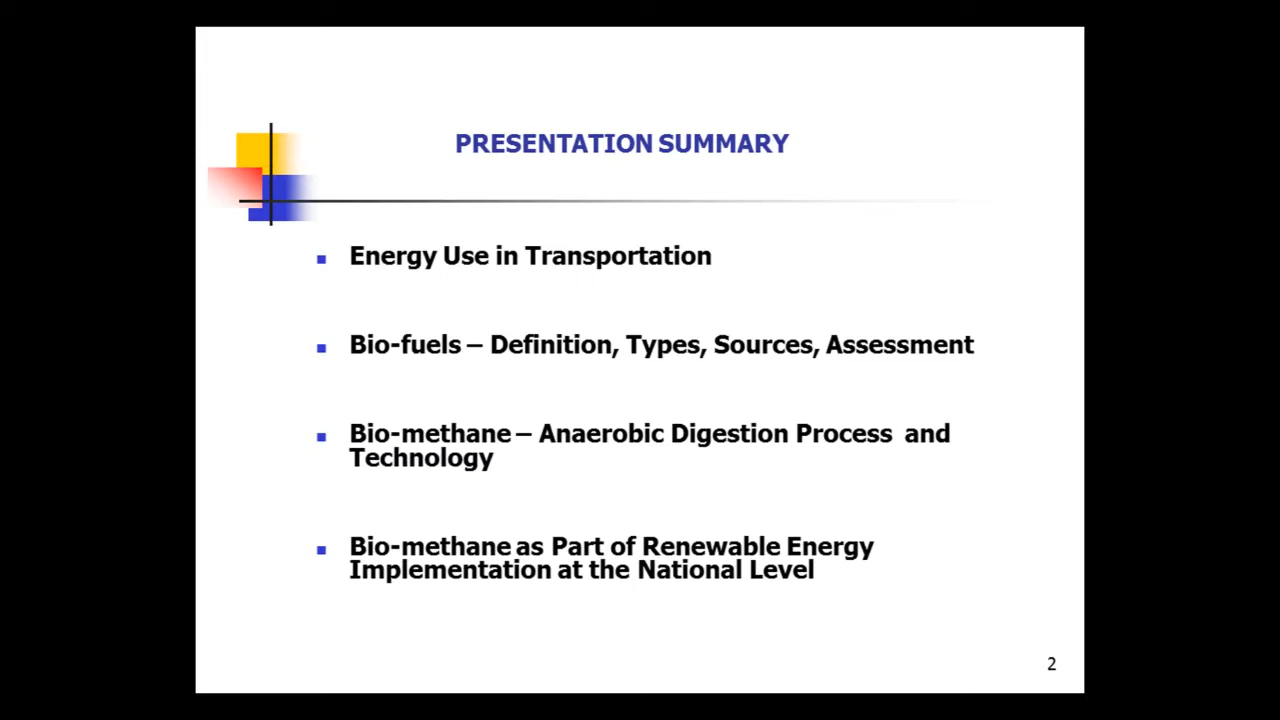 PRESENTATION SUMMARY
Energy Use in Transportation
Bio-fuels – Definition, Types, Sources, Assessment
Bio-methane – Anaerobic Digestion Process and
Technology
Bio-methane as Part of Renewable Energy
Implementation at the National Level
2